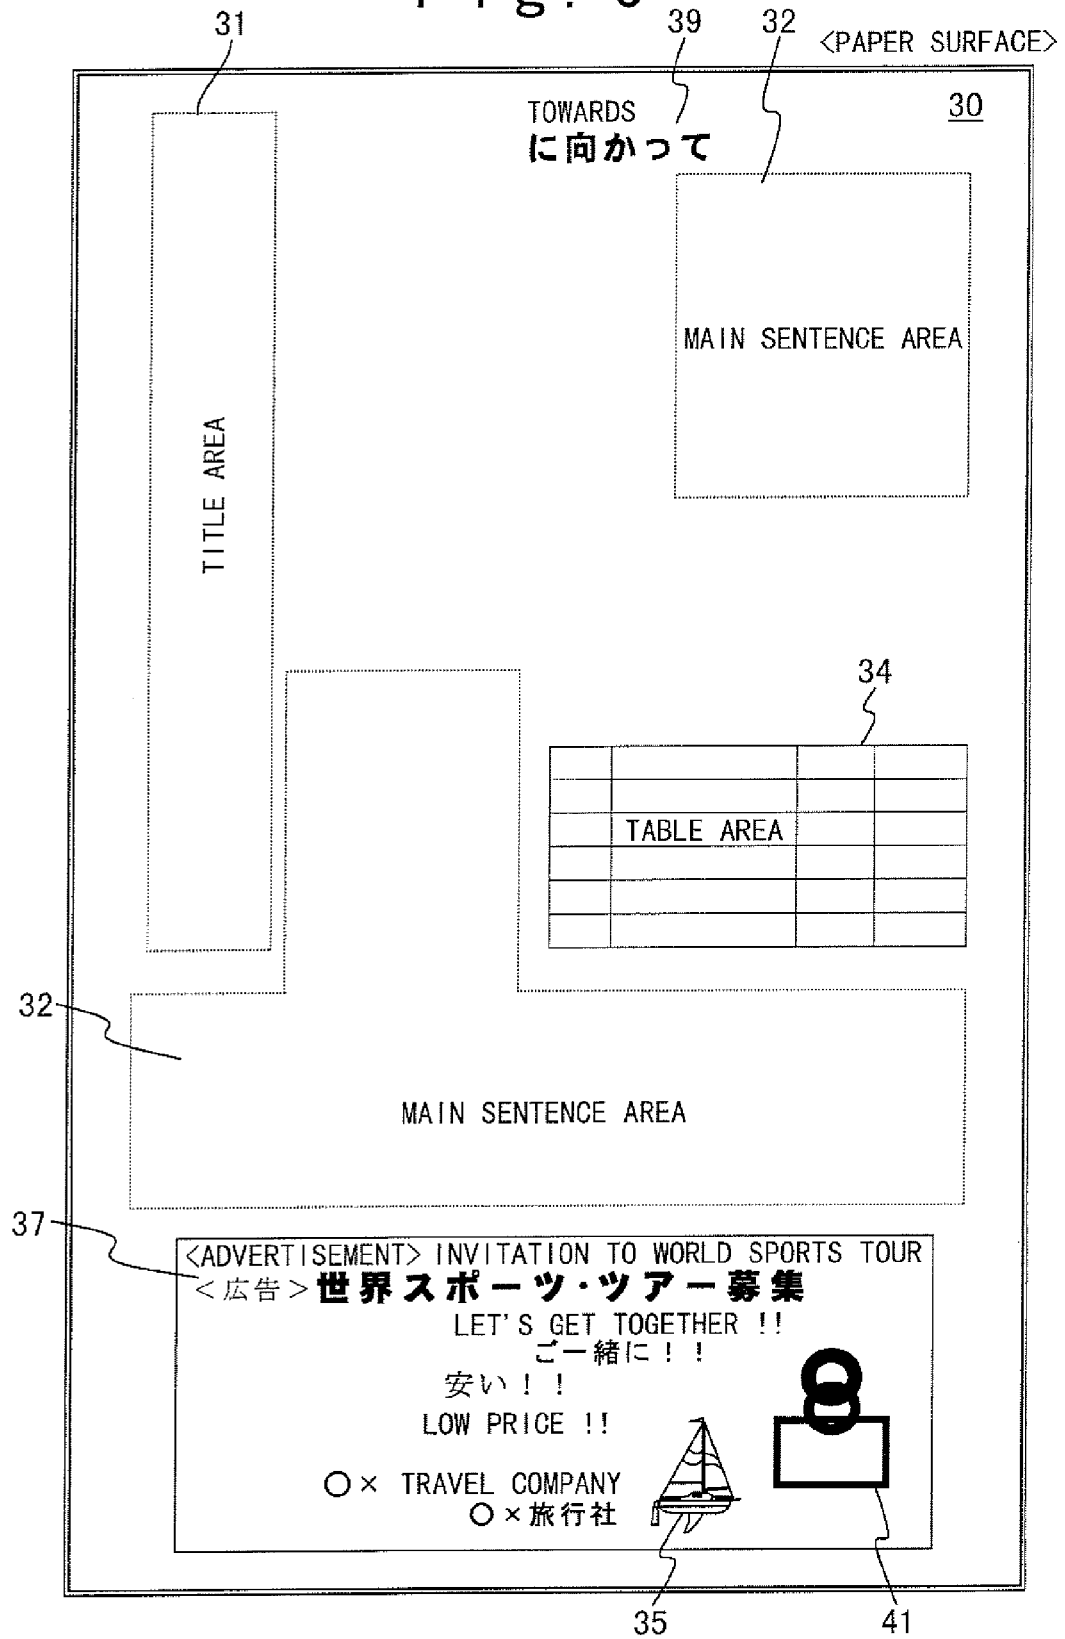 31
39
32
<PAPER SURFACE>
30
TOWARDS
に向かって
MAIN SENTENCE AREA
TITLE AREA
34
TABLE AREA
32
MAIN SENTENCE AREA
37
<ADVERTISEMENT> INVITATION TO WORLD SPORTS TOUR
<広告>世界スポーツ・ツアー募集
LET'S GET TOGETHER !!
ご一緒に！！
安い！！
LOW PRICE !!
○× TRAVEL COMPANY
○×旅行社
35
41